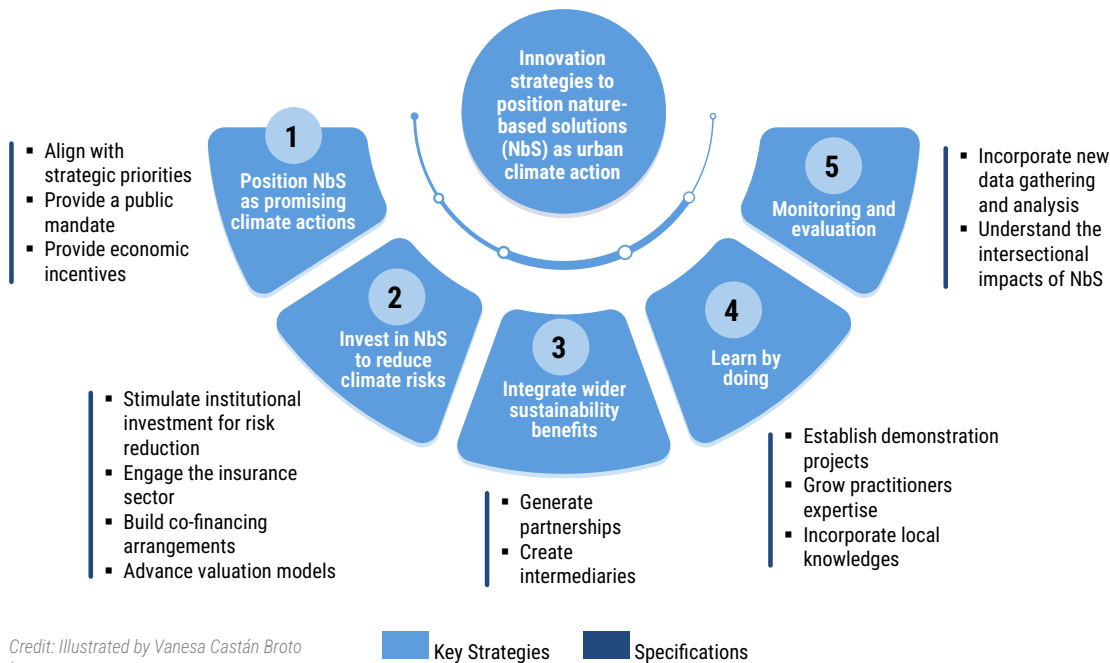 Innovation
strategies to
position nature-
based solutions
(NbS) as urban
climate action
1
Position NbS
as promising
climate actions
▪ Align with
strategic priorities
▪ Provide a public
mandate
▪ Provide economic
incentives
2
Invest in NbS
to reduce
climate risks
▪ Stimulate institutional
investment for risk
reduction
▪ Engage the insurance
sector
▪ Build co-financing
arrangements
▪ Advance valuation models
3
Integrate wider
sustainability
benefits
▪ Generate
partnerships
▪ Create
intermediaries
4
Learn by
doing
▪ Establish demonstration
projects
▪ Grow practitioners
expertise
▪ Incorporate local
knowledges
5
Monitoring and
evaluation
▪ Incorporate new
data gathering
and analysis
▪ Understand the
intersectional
impacts of NbS
Credit: Illustrated by Vanesa Castán Broto
Key Strategies
Specifications